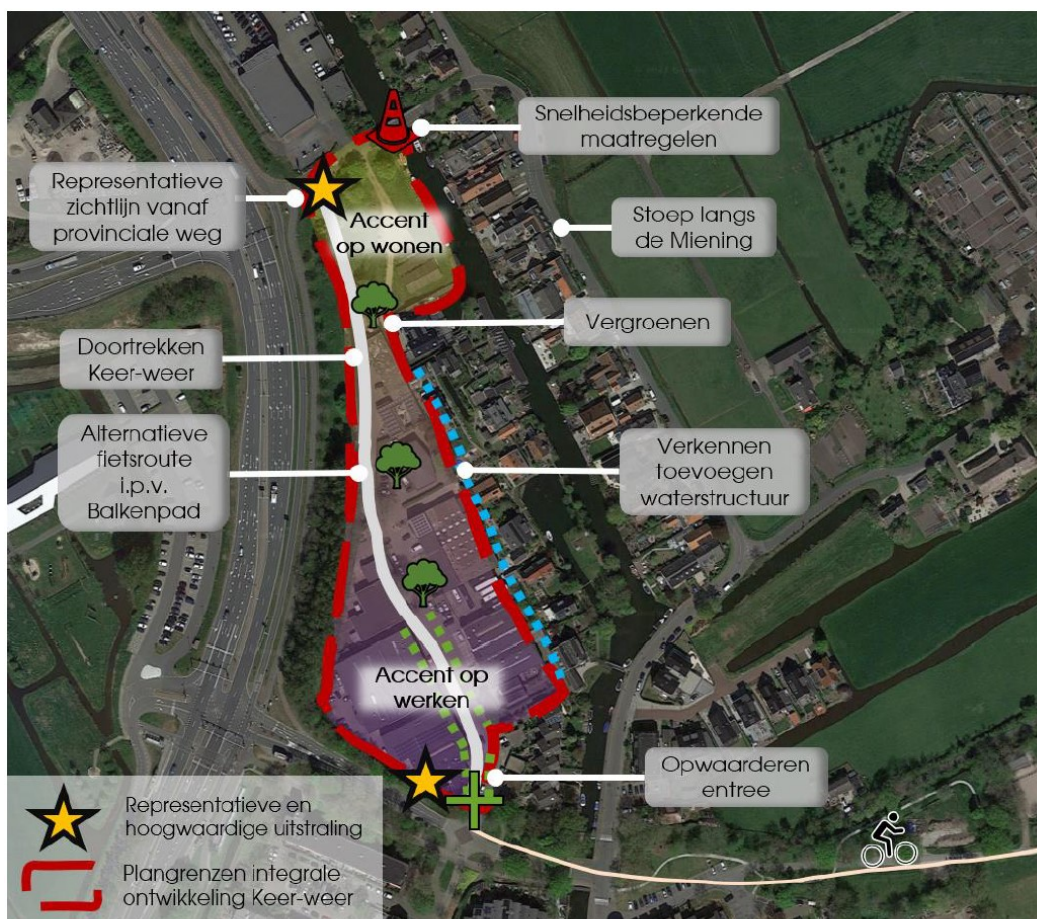 Snelheidsbeperkende
maatregelen
Representatieve
zichtlijn vanaf
provinciale weg
Accent
op wonen
Stoep langs
de Miening
Vergroenen
Doortrekken
Keer-weer
Alternatieve
fietsroute
i.p.v.
Balkenpad
Verkennen
toevoegen
waterstructuur
Accent op
werken
Opwaarderen
entree
Representatieve en
hoogwaardige uitstraling
Plangrenzen integrale
ontwikkeling Keer-weer